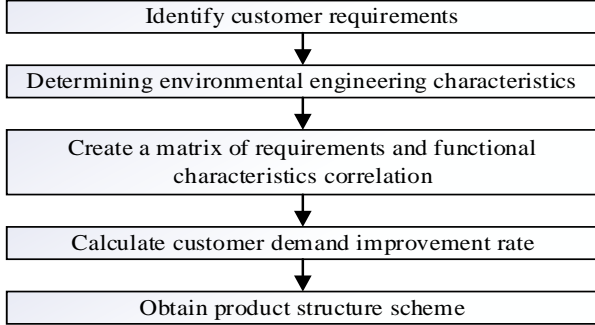 Identify customer requirements
Determining environmental engineering characteristics
Create a matrix of requirements and functional
characteristics correlation
Calculate customer demand improvement rate
Obtain product structure scheme